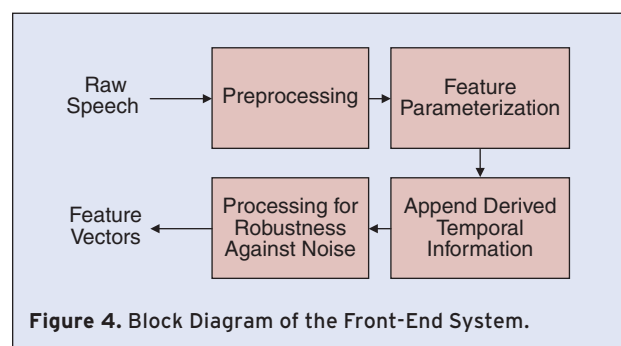 Raw
Speech
Preprocessing
Feature
Parameterization
Feature
Vectors
Processing for
Robustness
Against Noise
Append Derived
Temporal
Information
Figure 4. Block Diagram of the Front-End System.